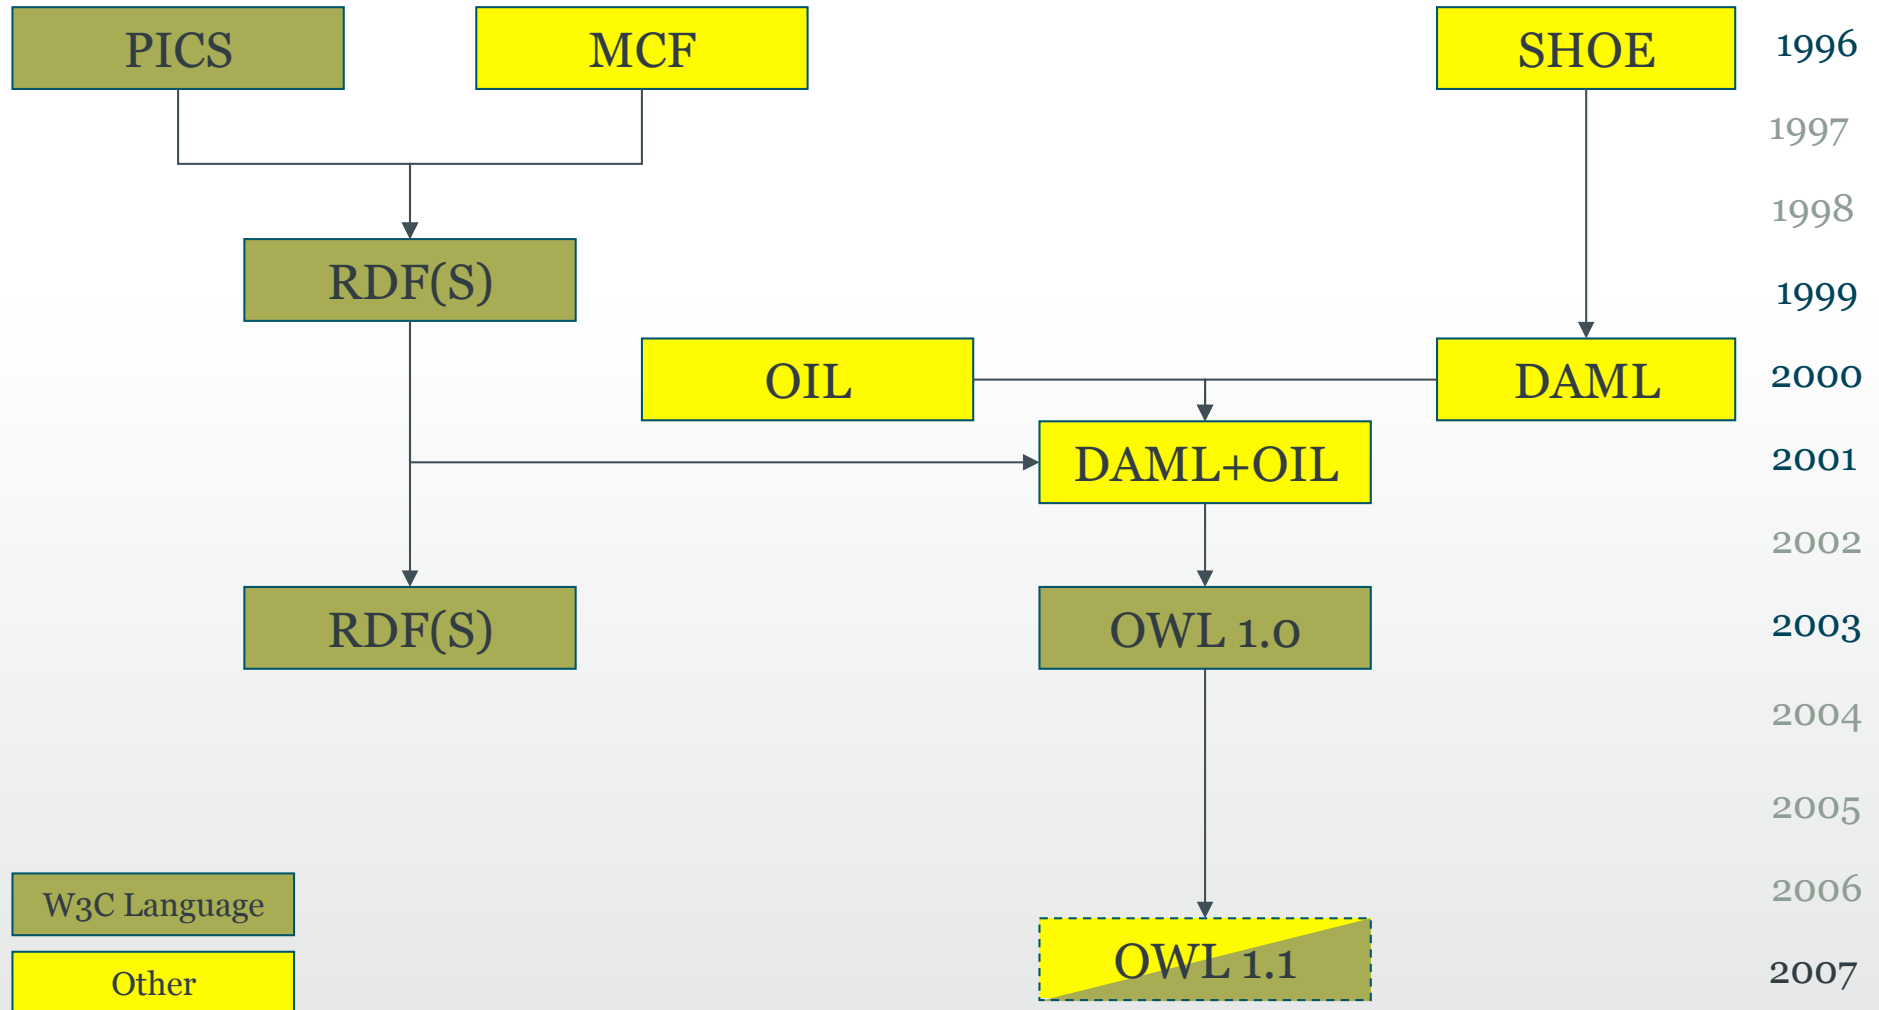 PICS
MCF
SHOE
1996
1997
1998
RDF(S)
1999
OIL
DAML
2000
DAML+OIL
2001
2002
RDF(S)
OWL 1.0
2003
2004
2005
W3C Language
2006
OWL 1.1
2007
Other